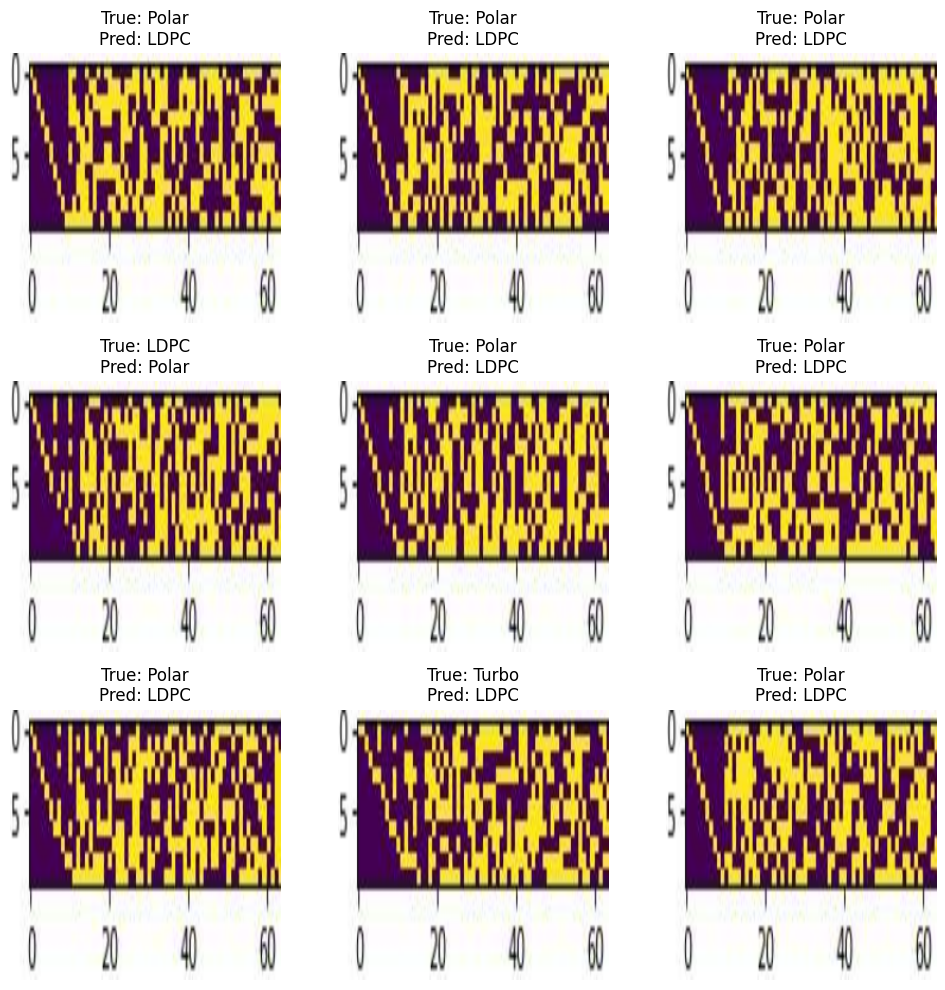 True: Polar True: Polar True: Polar
Pred: LDPC Pred: LDPC Pred: LDPC
0 0 0
5 5 5
0 20 40 60 0 20 40 60 0 20 40 60
True: LDPC True: Polar True: Polar
Pred: Polar Pred: LDPC Pred: LDPC
0 0 0
5 5 5
0 20 40 60 0 20 40 60 0 20 40 60
True: Polar True: Turbo True: Polar
Pred: LDPC Pred: LDPC Pred: LDPC
0 0 0
5 5 5
0 20 40 60 0 20 40 60 0 20 40 60